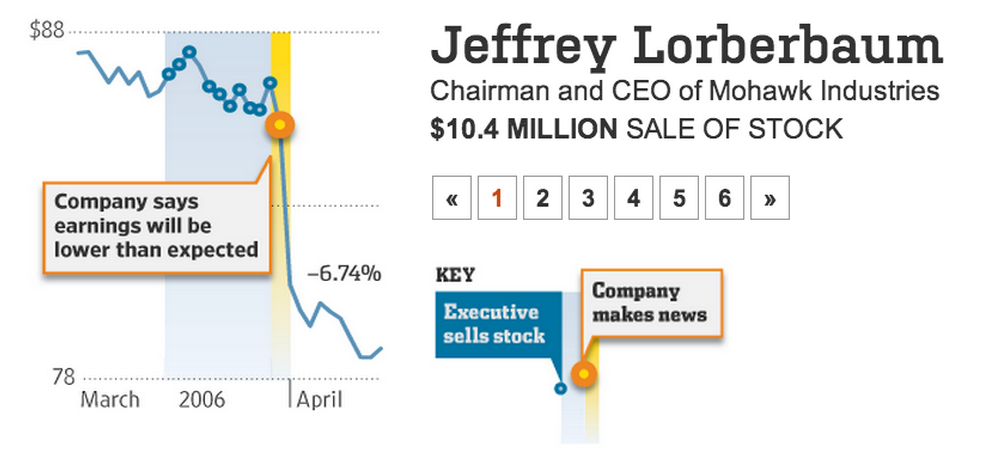 $88
Company says
earnings will be
lower than expected
–6.74%
78
March 2006 April
Jeffrey Lorberbaum
Chairman and CEO of Mohawk Industries
$10.4 MILLION SALE OF STOCK
« 1 2 3 4 5 6 »
KEY
Executive
sells stock
Company
makes news